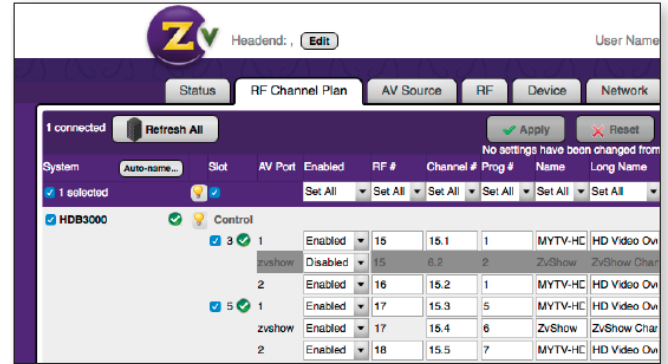 Zv Headend: , Edit User Name
Status RF Channel Plan AV Source RF Device Network
1 connected Refresh All Apply Reset
No settings have been changed from
System Auto-name... Slot AV Port Enabled RF # Channel # Prog # Name Long Name
1 selected Set All Set All Set All Set All Set All Set All
HDB3000 Control
3 1 Enabled 15 15.1 1 MYTV-HD HD Video Ov
zvshow Disabled 15 6.2 2 ZvShow ZvShow Chan
2 Enabled 16 15.2 1 MYTV-HD HD Video Ov
5 1 Enabled 17 15.3 5 MYTV-HD HD Video Ov
zvshow Enabled 17 15.4 6 ZvShow ZvShow Char
2 Enabled 18 15.5 7 MYTV-HD HD Video Ov